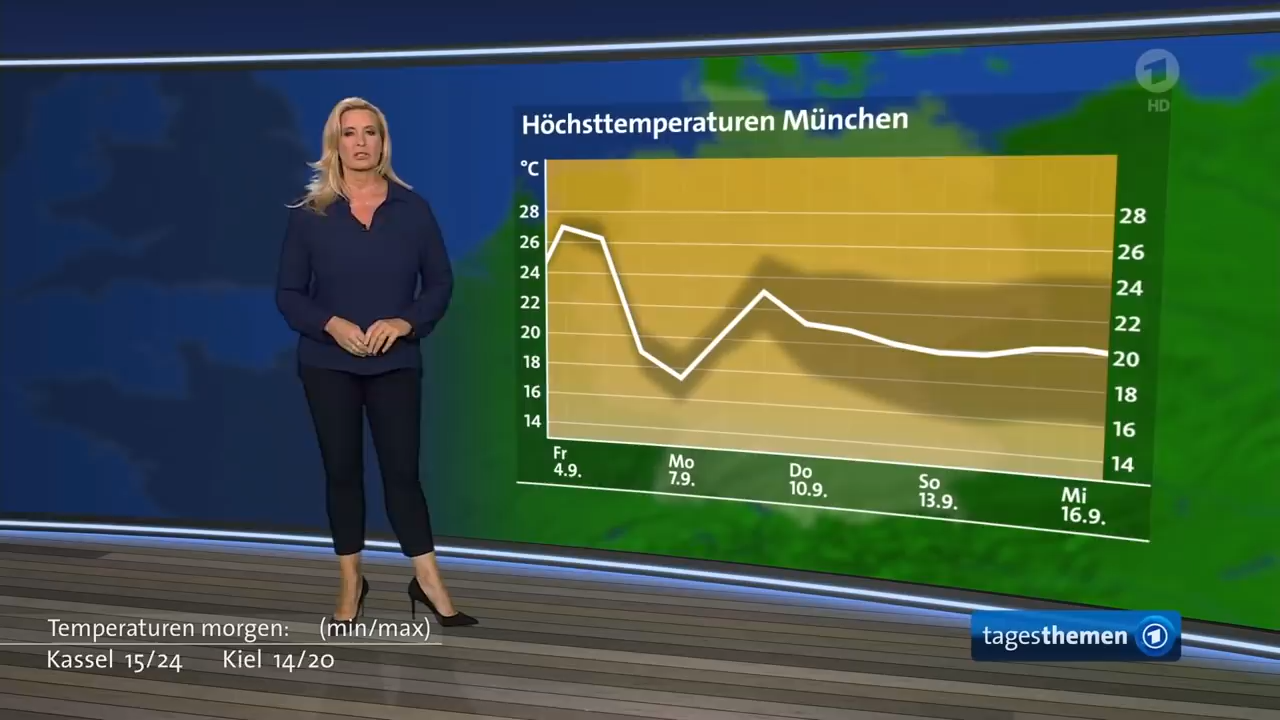 HD
Höchsttemperaturen München
°C
28
26
24
22
20
18
16
14
28
26
24
22
20
18
16
14
Fr
4.9.
Mo
7.9.
Do
10.9.
So
13.9.
Mi
16.9.
tagesthemen 1
Temperaturen morgen: (min/max)
Kassel 15/24 Kiel 14/20